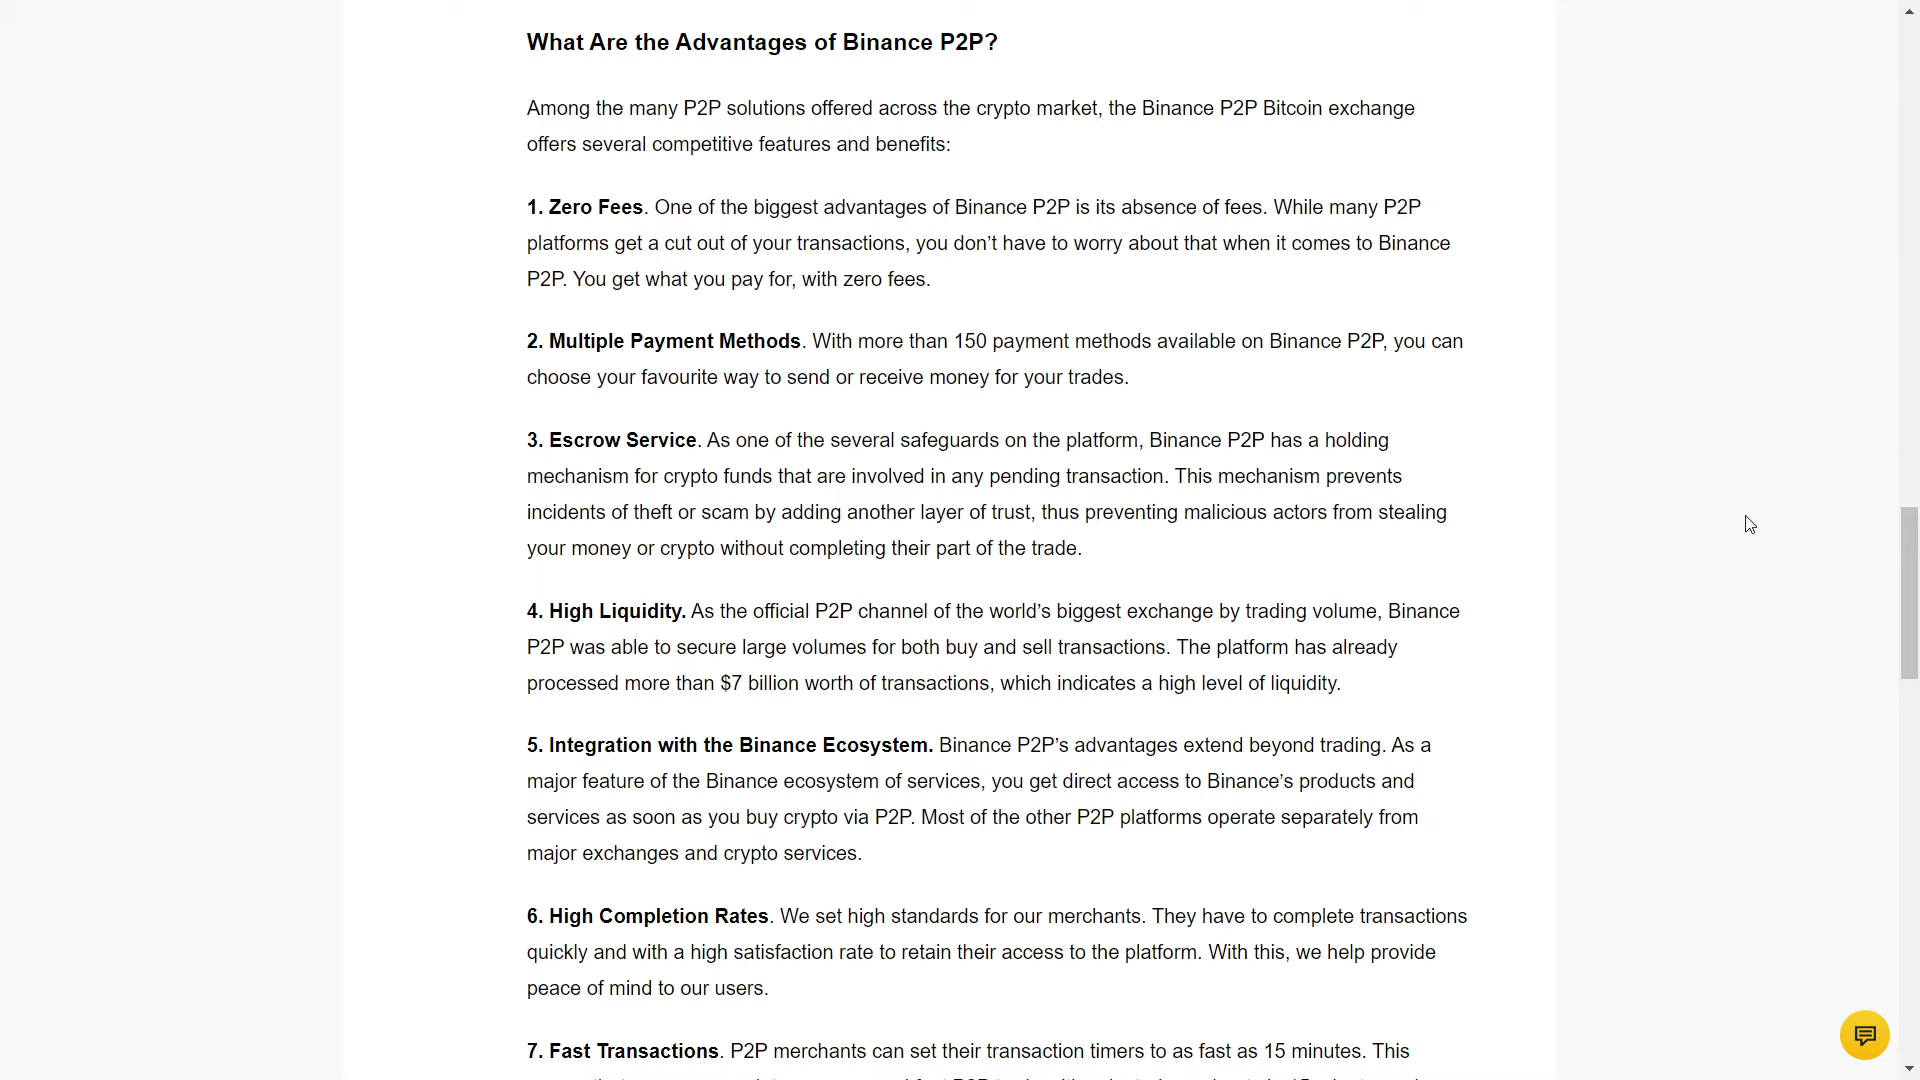 What Are the Advantages of Binance P2P?
Among the many P2P solutions offered across the crypto market, the Binance P2P Bitcoin exchange
offers several competitive features and benefits:
1. Zero Fees. One of the biggest advantages of Binance P2P is its absence of fees. While many P2P
platforms get a cut out of your transactions, you don’t have to worry about that when it comes to Binance
P2P. You get what you pay for, with zero fees.
2. Multiple Payment Methods. With more than 150 payment methods available on Binance P2P, you can
choose your favourite way to send or receive money for your trades.
3. Escrow Service. As one of the several safeguards on the platform, Binance P2P has a holding
mechanism for crypto funds that are involved in any pending transaction. This mechanism prevents
incidents of theft or scam by adding another layer of trust, thus preventing malicious actors from stealing
your money or crypto without completing their part of the trade.
4. High Liquidity. As the official P2P channel of the world’s biggest exchange by trading volume, Binance
P2P was able to secure large volumes for both buy and sell transactions. The platform has already
processed more than $7 billion worth of transactions, which indicates a high level of liquidity.
5. Integration with the Binance Ecosystem. Binance P2P’s advantages extend beyond trading. As a
major feature of the Binance ecosystem of services, you get direct access to Binance’s products and
services as soon as you buy crypto via P2P. Most of the other P2P platforms operate separately from
major exchanges and crypto services.
6. High Completion Rates. We set high standards for our merchants. They have to complete transactions
quickly and with a high satisfaction rate to retain their access to the platform. With this, we help provide
peace of mind to our users.
7. Fast Transactions. P2P merchants can set their transaction timers to as fast as 15 minutes. This